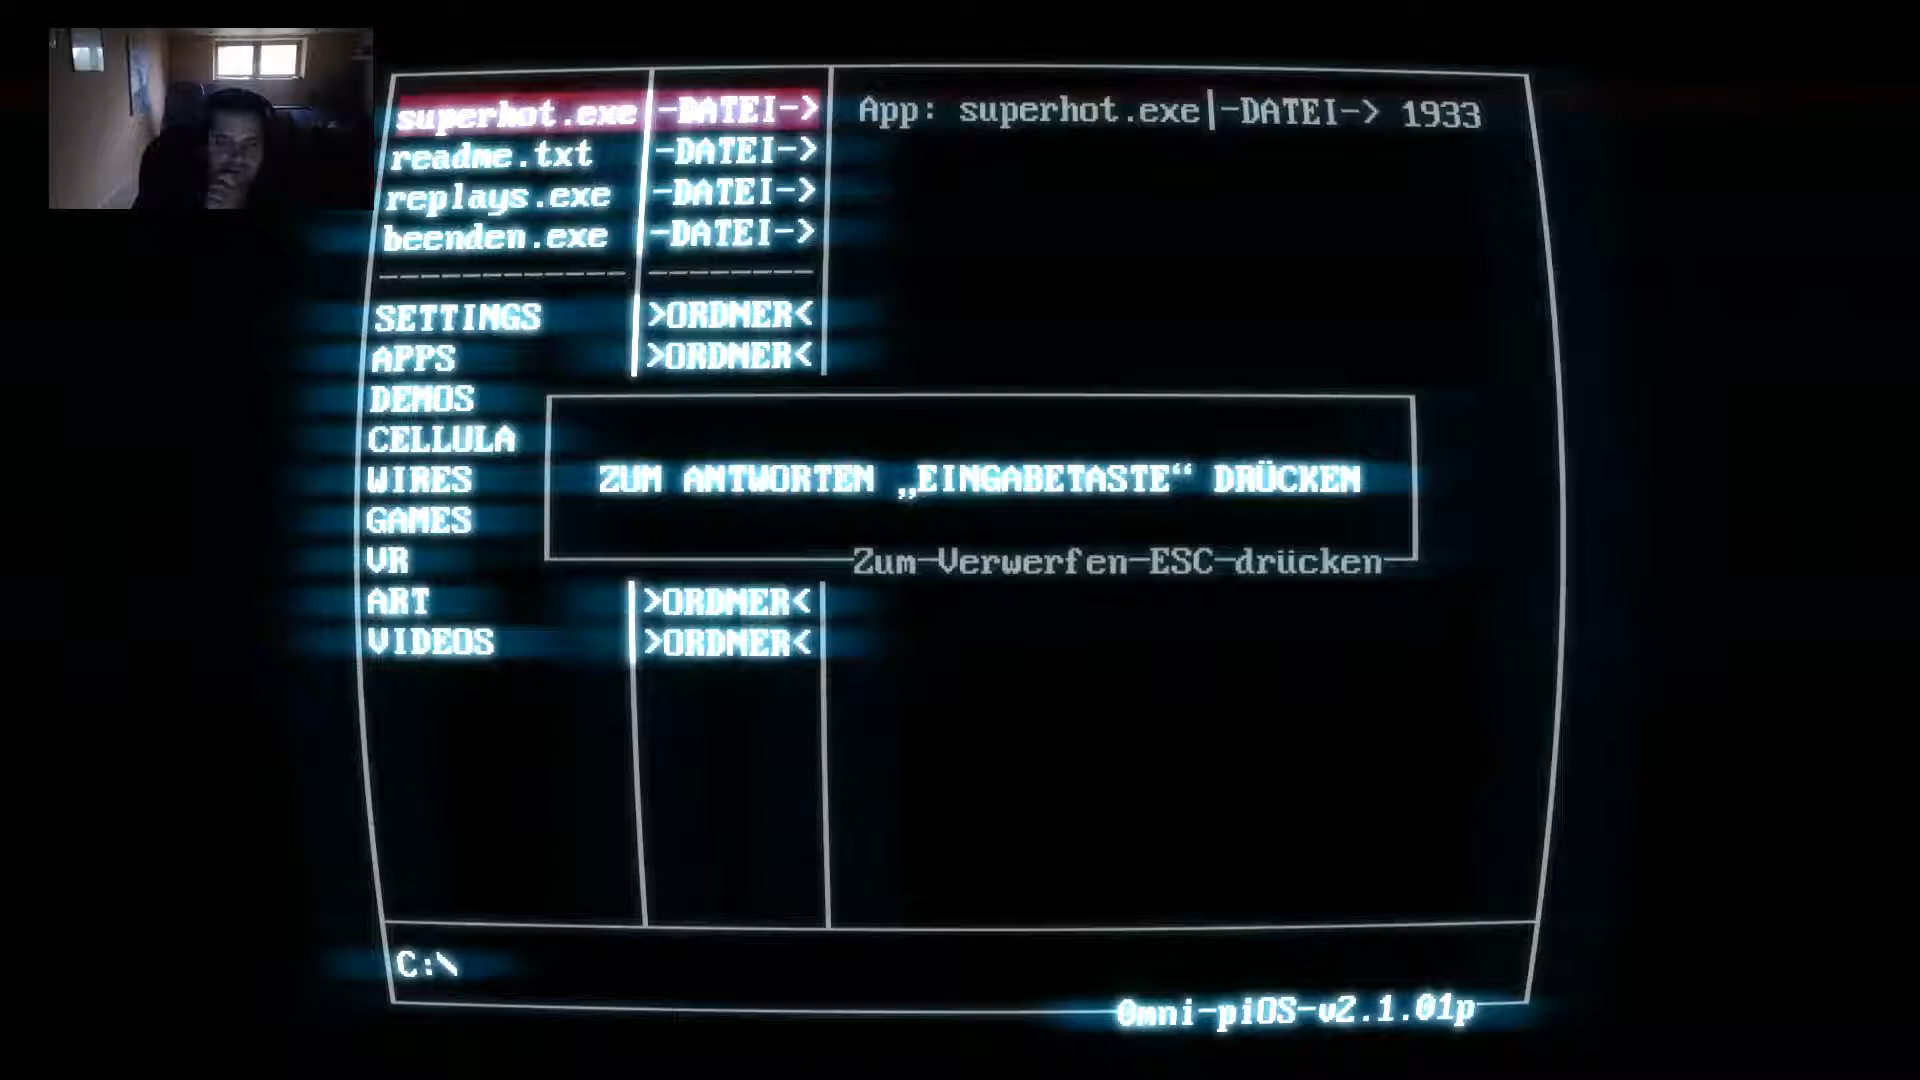 superhot.exe -DATEI-> App: superhot.exe|-DATEI-> 1933
readme.txt -DATEI->
replays.exe -DATEI->
beenden.exe -DATEI->
SETTINGS >ORDNER<
APPS >ORDNER<
DEMOS
CELLULA
WIRES
GAMES
VR
ZUM ANTWORTEN „EINGABETASTE“ DRÜCKEN
Zum-Verwerfen-ESC-drücken
ART >ORDNER<
VIDEOS >ORDNER<
C:\
Omni-piOS-v2.1.01p